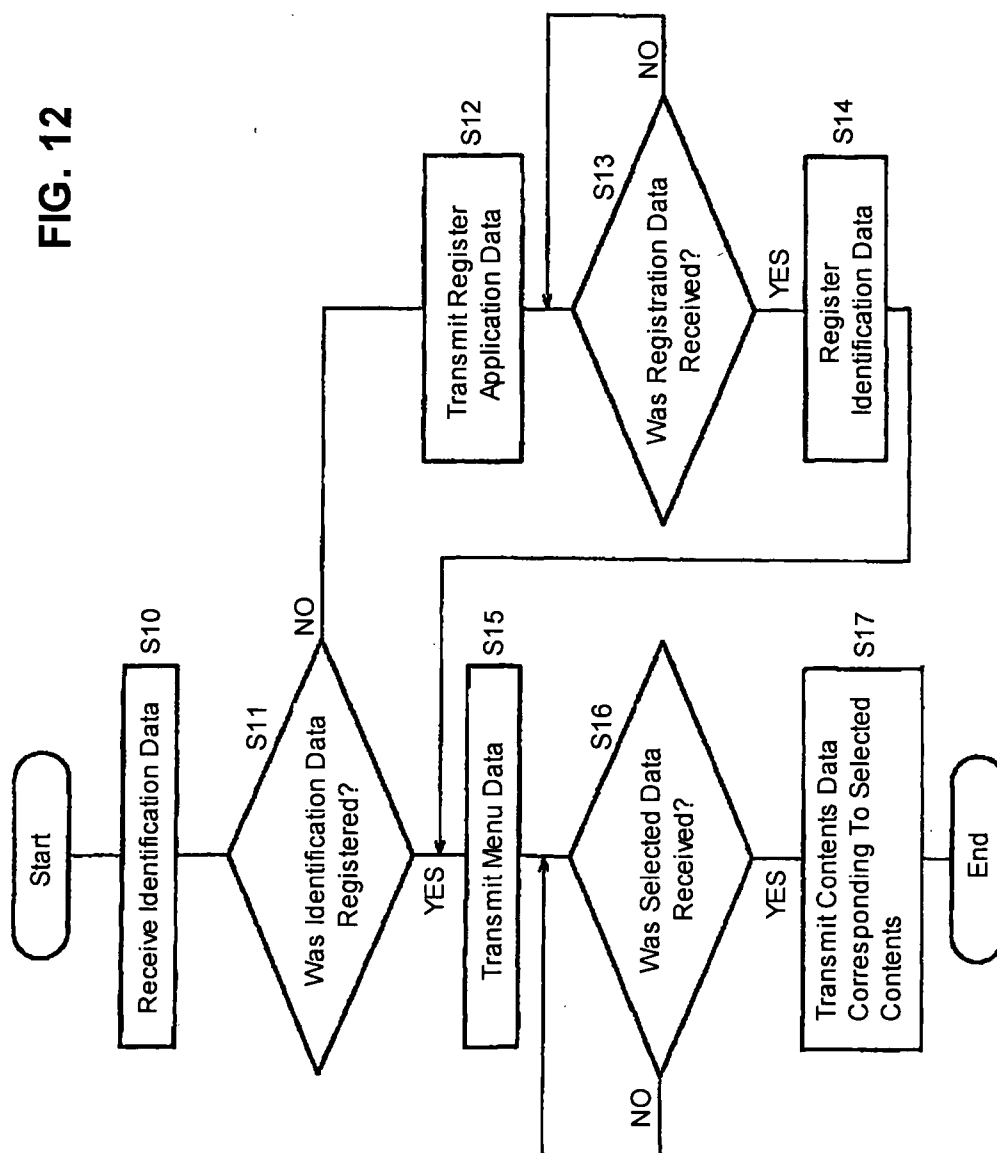 FIG. 12
Start
S10
Receive Identification Data
S11
Was Identification Data
Registered?
NO
YES
S12
Transmit Register
Application Data
S13
Was Registration Data
Received?
NO
YES
S14
Register
Identification Data
S15
Transmit Menu Data
S16
Was Selected Data
Received?
NO
YES
S17
Transmit Contents Data
Corresponding To Selected
Contents
End